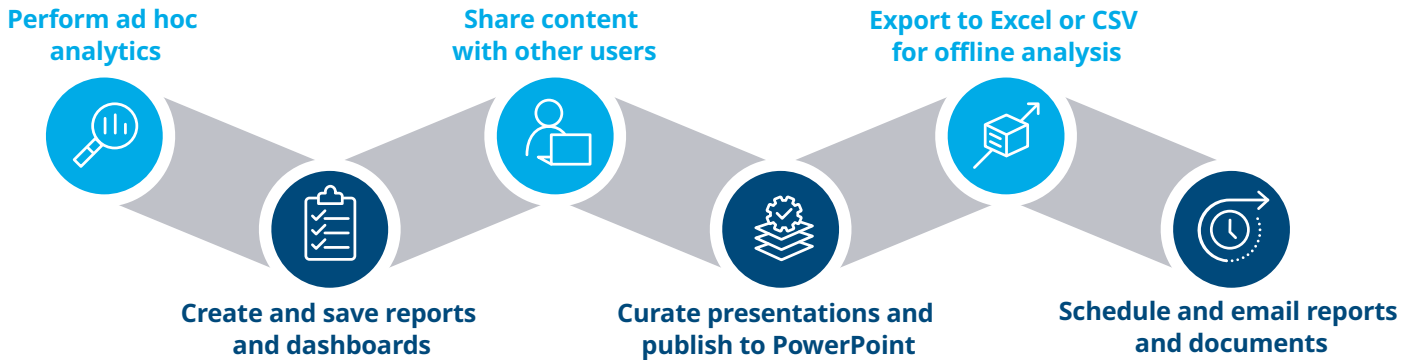 Perform ad hoc
analytics
Share content
with other users
Export to Excel or CSV
for offline analysis
Create and save reports
and dashboards
Curate presentations and
publish to PowerPoint
Schedule and email reports
and documents